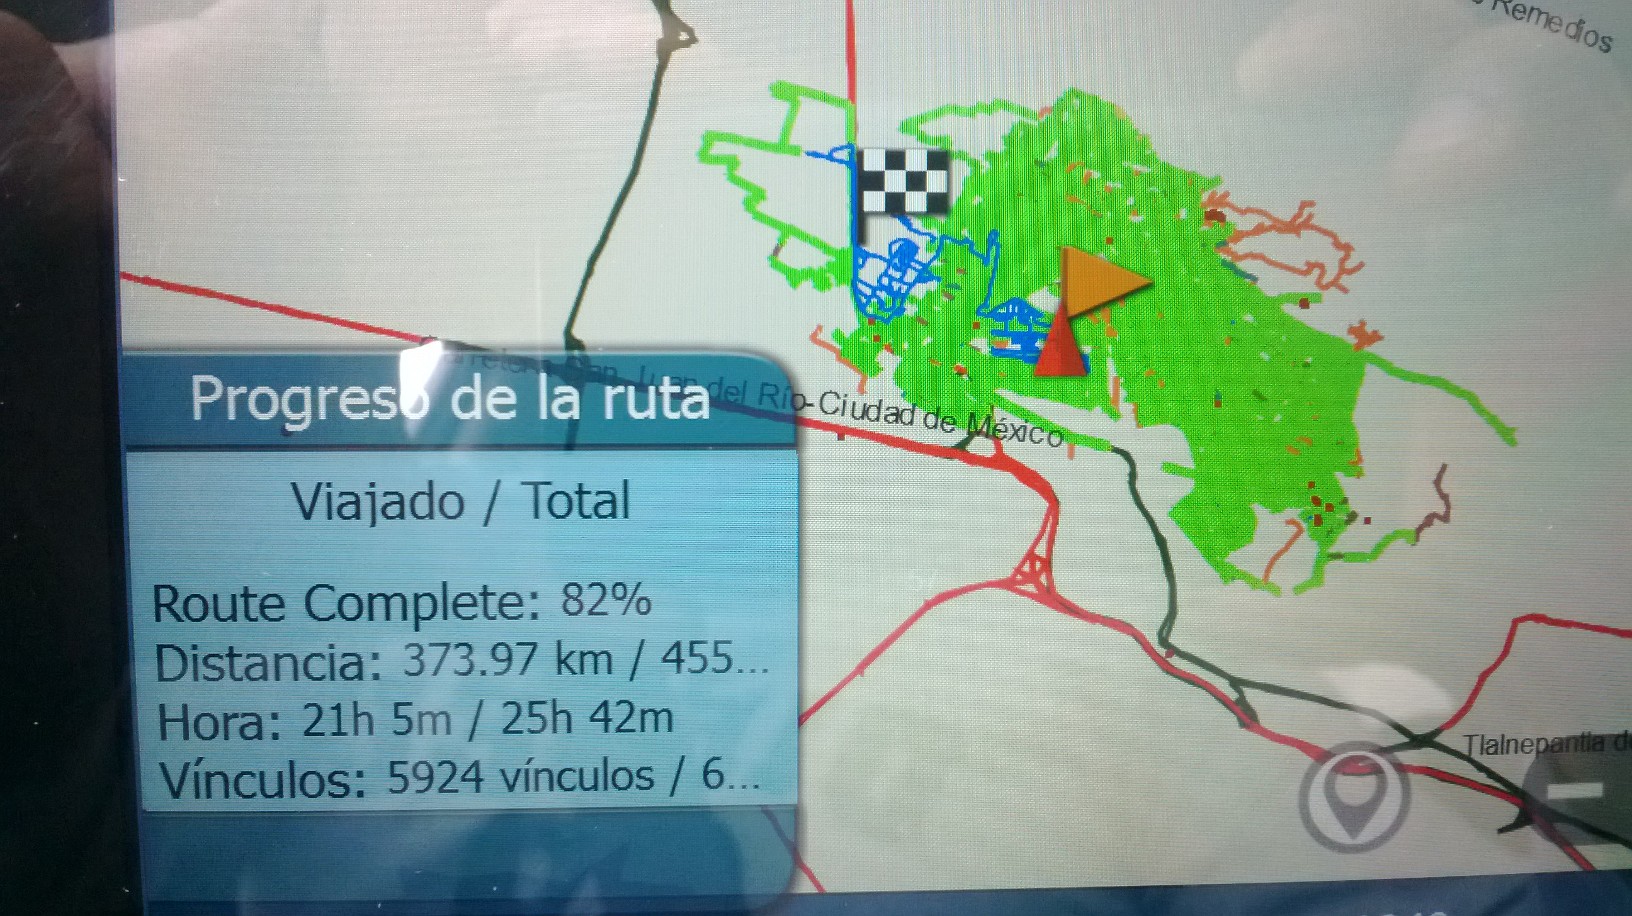 Remedios
Carretera San Juan del Río-Ciudad de México
Progreso de la ruta
Viajado / Total
Route Complete: 82%
Distancia: 373.97 km / 455...
Hora: 21h 5m / 25h 42m
Vínculos: 5924 vínculos / 6...
Tlalnepantla d